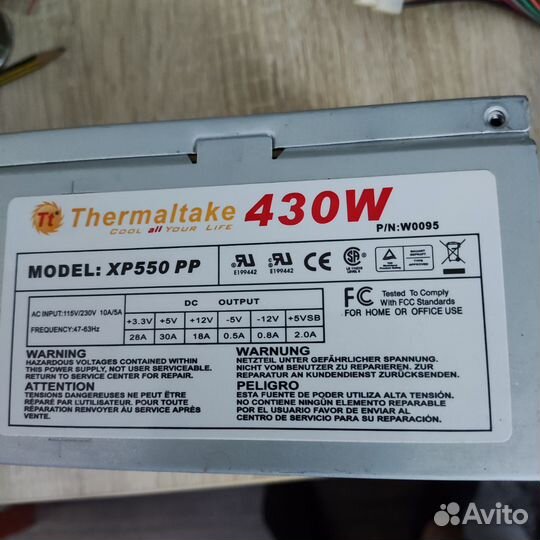 Tt Thermaltake 430W
COOL all YOUR LIFE
P/N:W0095
MODEL: XP550 PP
E199442 E199442
AC INPUT:115V/230V 10A/5A
FREQUENCY:47-63Hz
DC OUTPUT
+3.3V +5V +12V -5V -12V +5VSB
28A 30A 18A 0.5A 0.8A 2.0A
FC Tested To Comply
With FCC Standards
FOR HOME OR OFFICE USE
WARNING
HAZARDOUS VOLTAGES CONTAINED WITHIN
THIS POWER SUPPLY, NOT USER SERVICEABLE.
RETURN TO SERVICE CENTER FOR REPAIR.
ATTENTION
TENSIONS DANGEREUSES NE PEUT ETRE
REPARÉ PAR L'UTILISATEUR. POUR TOUTE
RÉPARATION RENVOYER AU SERVICE APRÉS
VENTE.
WARNUNG
NETZTEIL UNTER GEFÄHRLICHER SPANNUNG.
NICHT VOM BENUTZER ZU REPARIEREN. ZUR
REPARATUR AN KUNDENDIENST ZURÜCKSENDEN.
PELIGRO
ESTA FUENTE DE PODER UTILIZA ALTA
TENSIÓN. NO ES UN ELEMENTO REPARABLE
POR EL USUARIO FAVOR DE ENVIAR AL
CENTRO DE SERVICIO PARA SU REPARACIÓN
Avito